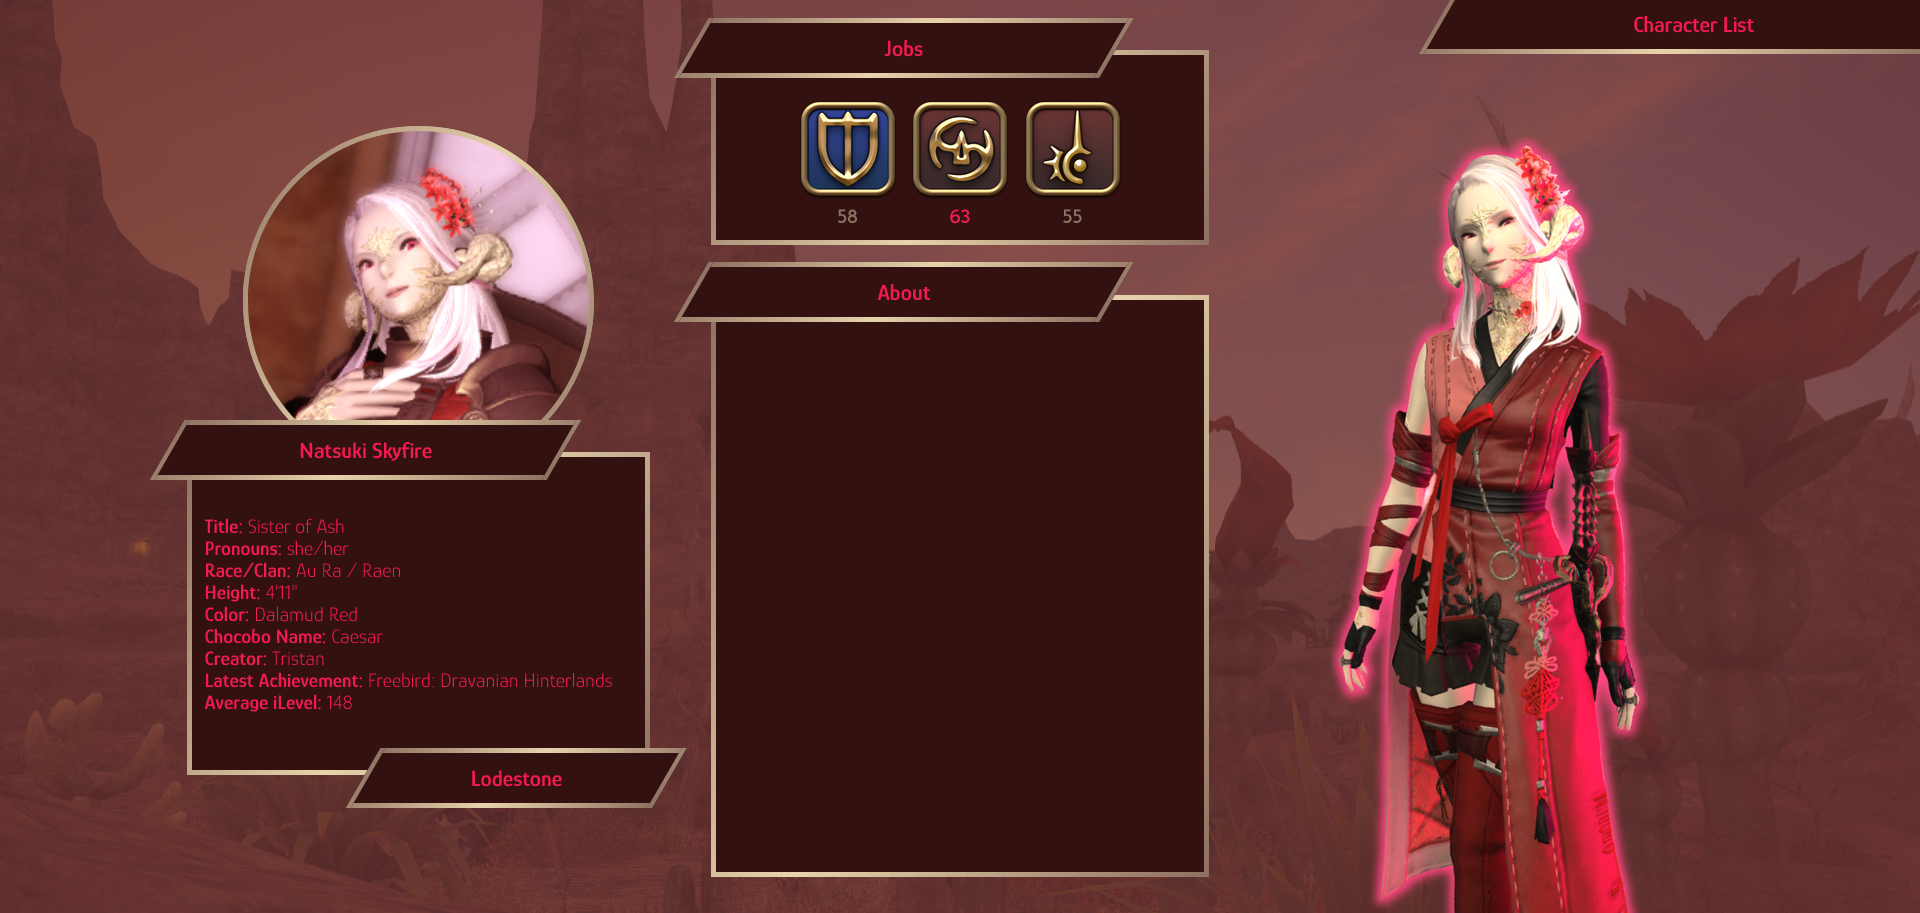 Character List
Jobs
58
63
55
About
Natsuki Skyfire
Title: Sister of Ash
Pronouns: she/her
Race/Clan: Au Ra / Raen
Height: 4'11"
Color: Dalamud Red
Chocobo Name: Caesar
Creator: Tristan
Latest Achievement: Freebird: Dravanian Hinterlands
Average iLevel: 148
Lodestone